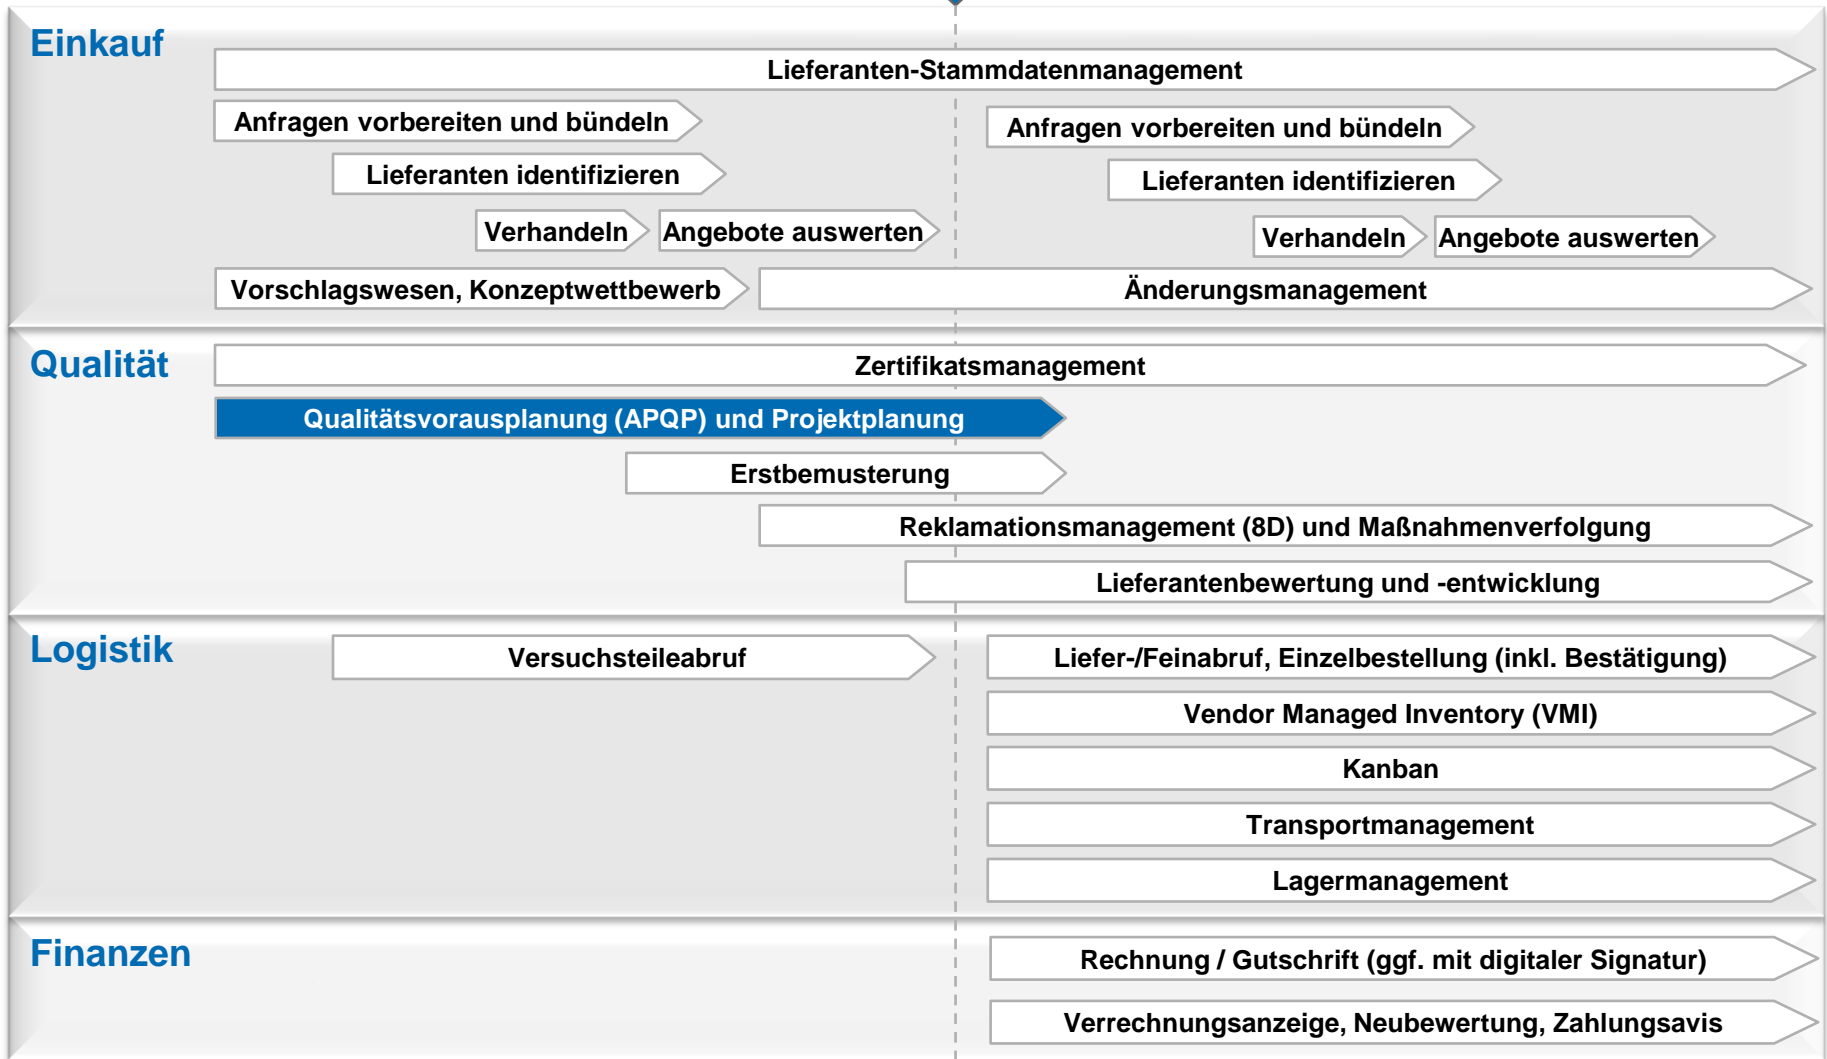 Einkauf
Lieferanten-Stammdatenmanagement
Anfragen vorbereiten und bündeln
Anfragen vorbereiten und bündeln
Lieferanten identifizieren
Lieferanten identifizieren
Verhandeln
Angebote auswerten
Verhandeln
Angebote auswerten
Vorschlagswesen, Konzeptwettbewerb
Änderungsmanagement
Qualität
Zertifikatsmanagement
Qualitätsvorausplanung (APQP) und Projektplanung
Erstbemusterung
Reklamationsmanagement (8D) und Maßnahmenverfolgung
Lieferantenbewertung und -entwicklung
Logistik
Versuchsteileabruf
Liefer-/Feinabruf, Einzelbestellung (inkl. Bestätigung)
Vendor Managed Inventory (VMI)
Kanban
Transportmanagement
Lagermanagement
Finanzen
Rechnung / Gutschrift (ggf. mit digitaler Signatur)
Verrechnungsanzeige, Neubewertung, Zahlungsavis